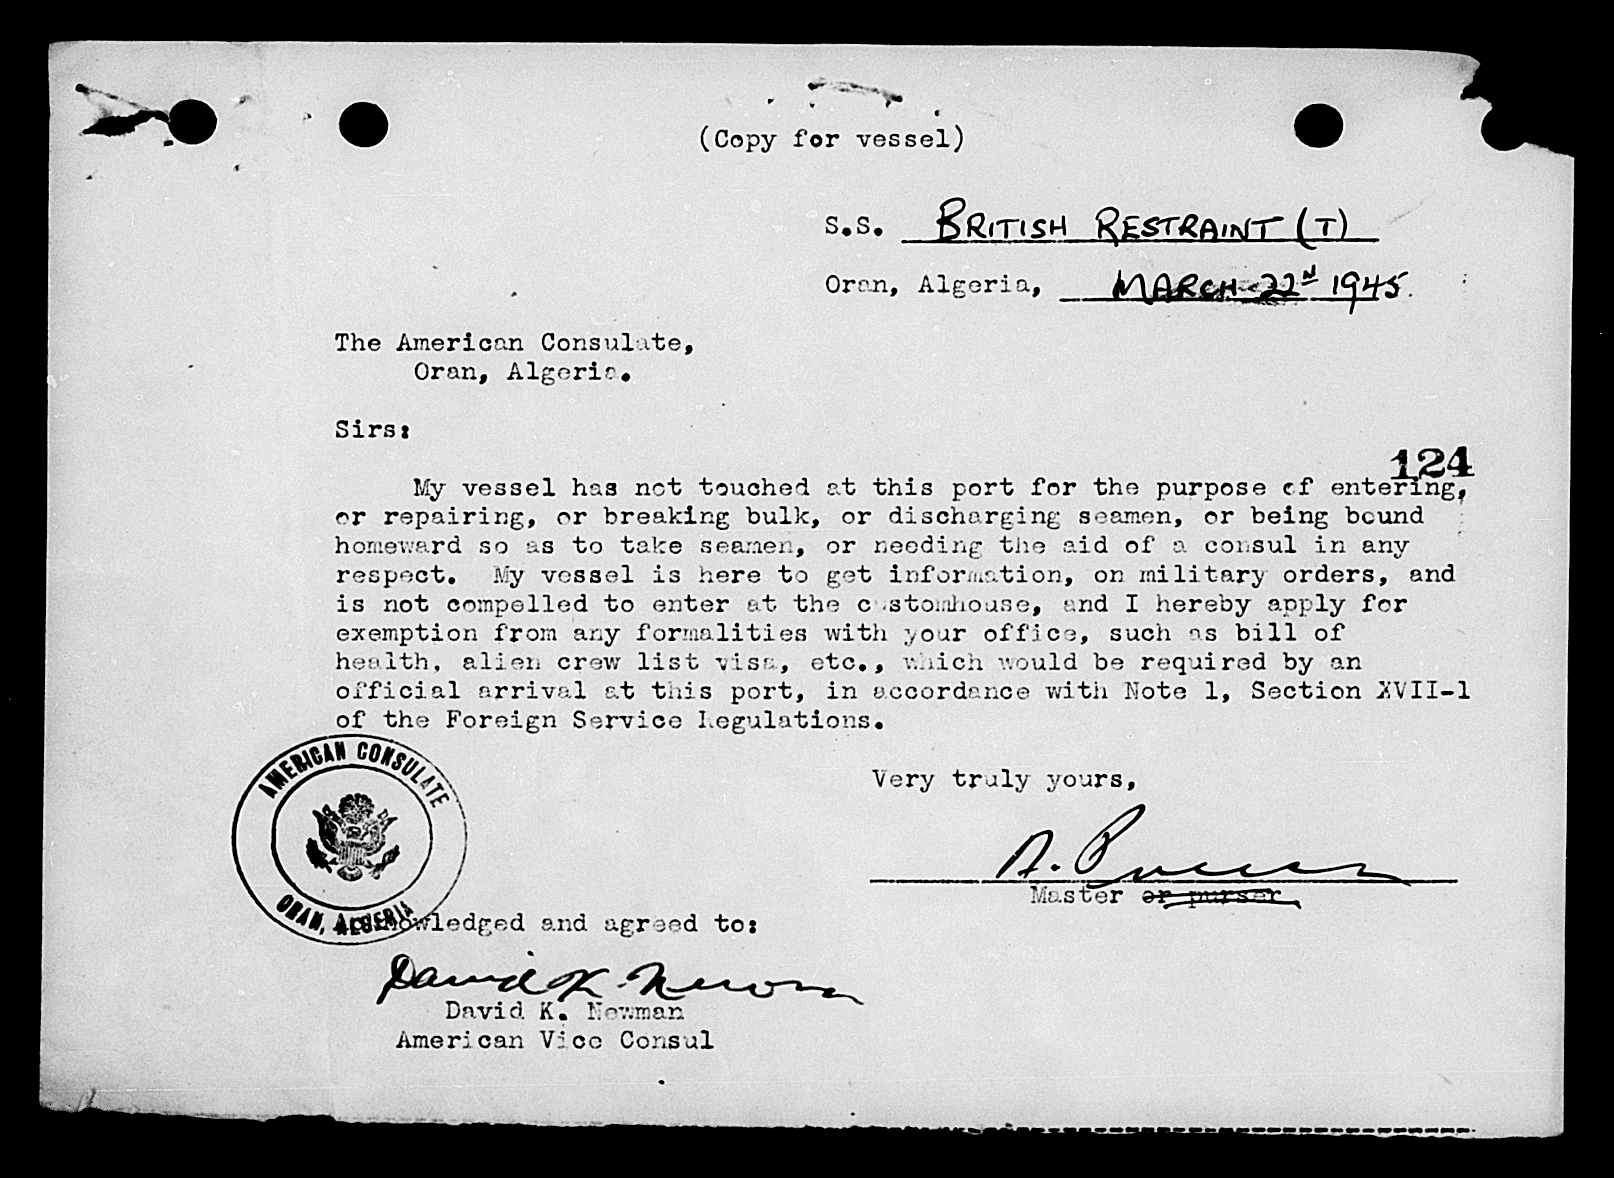 (Copy for vessel)
S.S. BRITISH RESTRAINT (T)
Oran, Algeria, MARCH 22ND 1945.
The American Consulate,
Oran, Algeria.
Sirs:
124
My vessel has not touched at this port for the purpose of entering,
or repairing, or breaking bulk, or discharging seamen, or being bound
homeward so as to take seamen, or needing the aid of a consul in any
respect. My vessel is here to get information, on military orders, and
is not compelled to enter at the customhouse, and I hereby apply for
exemption from any formalities with your office, such as bill of
health, alien crew list visa, etc., which would be required by an
official arrival at this port, in accordance with Note 1, Section XVII-1
of the Foreign Service Regulations.
AMERICAN CONSULATE
ORAN, ALGERIA
Very truly yours,
A.
Master or purser
Acknowledged and agreed to:
David K. Newman
David K. Newman
American Vice Consul